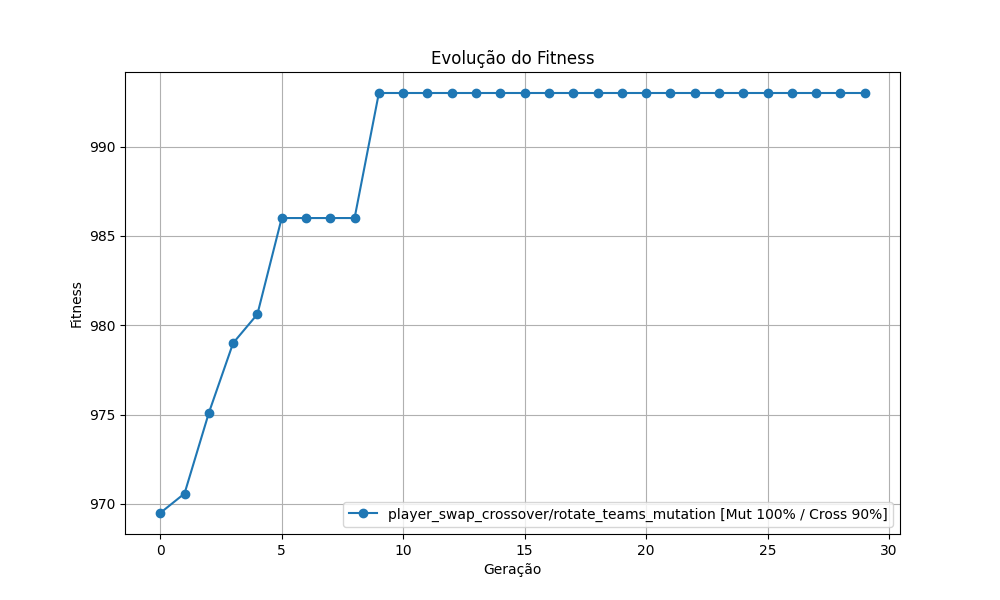 Evolução do Fitness
Fitness
990
985
980
975
970
player_swap_crossover/rotate_teams_mutation [Mut 100% / Cross 90%]
0 5 10 15 20 25 30
Geração